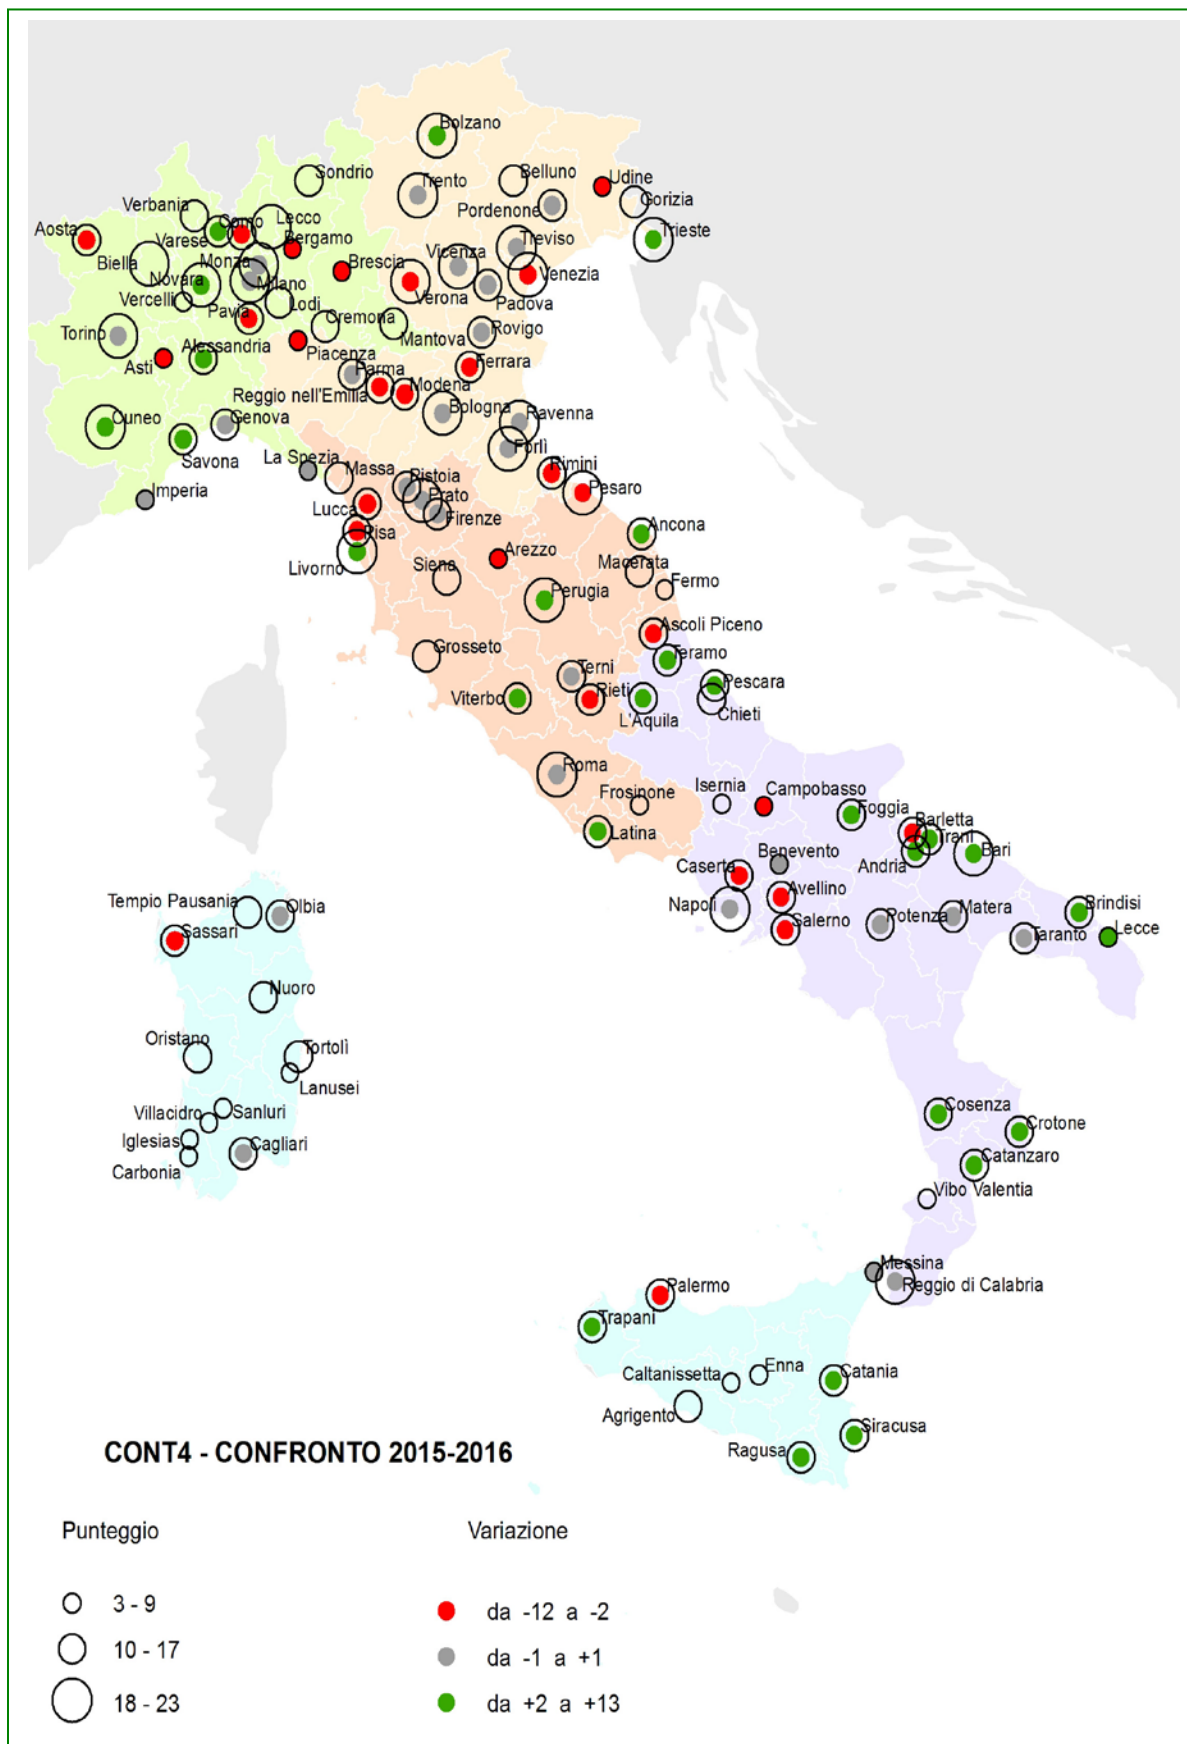 Bolzano
Sondrio
Trento
Belluno
Udine
Verbania
Pordenone
Gorizia
Lecco
Aosta
Como
Trieste
Varese
Bergamo
Treviso
Biella
Monza
Vicenza
Brescia
Venezia
Novara
Milano
Verona
Padova
Vercelli
Lodi
Pavia
Cremona
Torino
Mantova
Rovigo
Alessandria
Piacenza
Asti
Parma
Ferrara
Reggio nell'Emilia
Modena
Cuneo
Genova
Bologna
Ravenna
Forlì
Savona
La Spezia
Massa
Pistoia
Rimini
Imperia
Prato
Pesaro
Lucca
Firenze
Pisa
Ancona
Livorno
Siena
Arezzo
Macerata
Fermo
Perugia
Ascoli Piceno
Grosseto
Teramo
Terni
Pescara
Viterbo
Rieti
L'Aquila
Chieti
Roma
Frosinone
Isernia
Campobasso
Foggia
Barletta
Latina
Trani
Benevento
Andria
Bari
Caserta
Avellino
Tempio Pausania
Olbia
Napoli
Matera
Brindisi
Sassari
Salerno
Potenza
Taranto
Lecce
Nuoro
Oristano
Tortolì
Lanusei
Villacidro
Sanluri
Cosenza
Crotone
Iglesias
Cagliari
Catanzaro
Carbonia
Vibo Valentia
Messina
Palermo
Reggio di Calabria
Trapani
Enna
Caltanissetta
Catania
Agrigento
Siracusa
Ragusa
CONT4 - CONFRONTO 2015-2016
Punteggio
Variazione
3 - 9
da -12 a -2
10 - 17
da -1 a +1
18 - 23
da +2 a +13